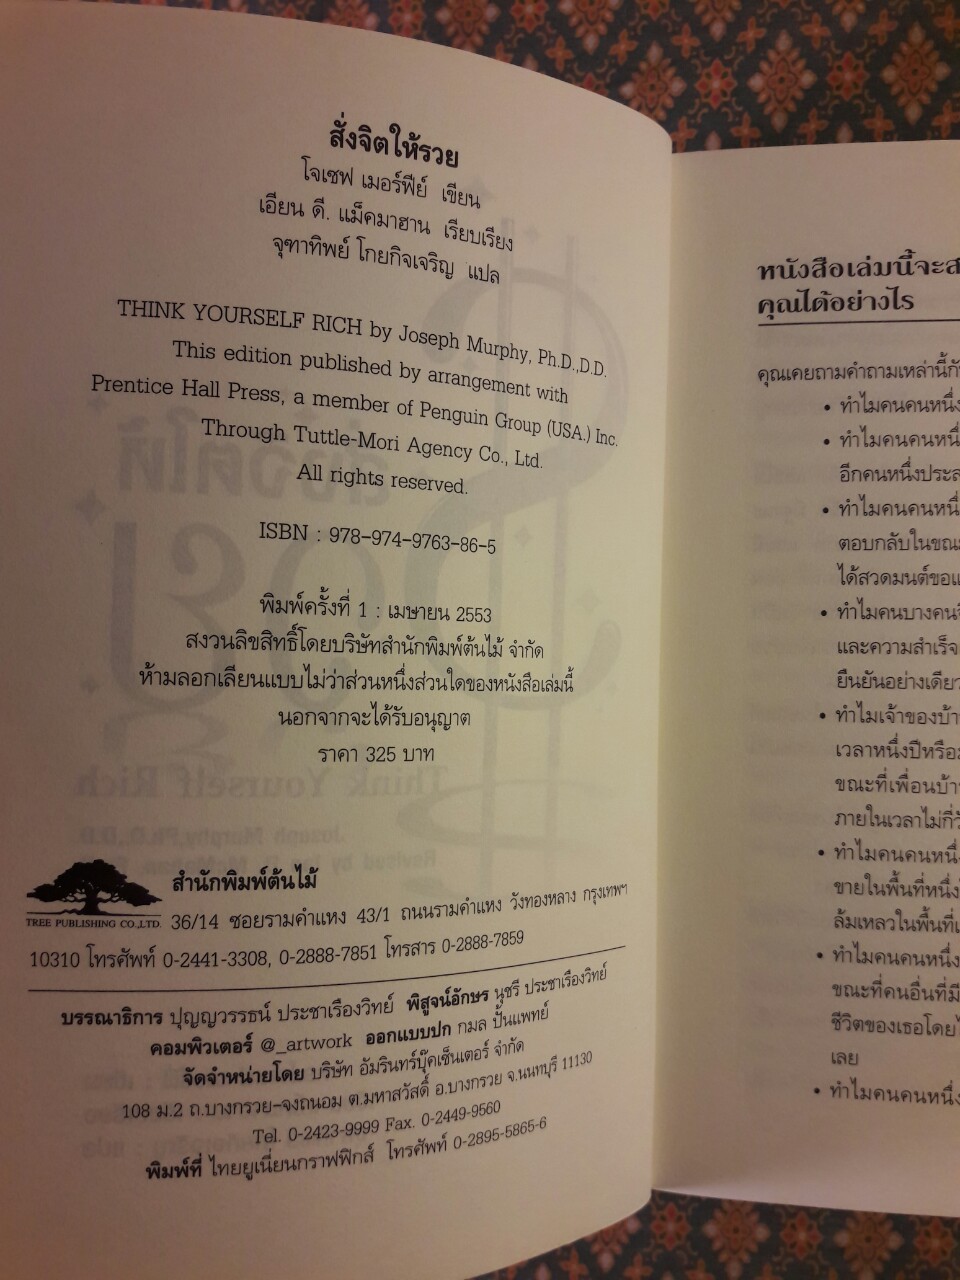 สั่งจิตให้รวย
โจเซฟ เมอร์ฟีย์ เขียน
เอียน ดี. แม็คมาฮาน เรียบเรียง
จุฑาทิพย์ โกยกิจเจริญ แปล
THINK YOURSELF RICH by Joseph Murphy, Ph.D.,D.D.
This edition published by arrangement with
Prentice Hall Press, a member of Penguin Group (USA.) Inc.
Through Tuttle-Mori Agency Co., Ltd.
All rights reserved.
ISBN : 978-974-9763-86-5
พิมพ์ครั้งที่ 1 : เมษายน 2553
สงวนลิขสิทธิ์โดยบริษัทสำนักพิมพ์ต้นไม้ จำกัด
ห้ามลอกเลียนแบบไม่ว่าส่วนหนึ่งส่วนใดของหนังสือเล่มนี้
นอกจากจะได้รับอนุญาต
ราคา 325 บาท
TREE PUBLISHING CO.,LTD.
สำนักพิมพ์ต้นไม้
36/14 ซอยรามคำแหง 43/1 ถนนรามคำแหง วังทองหลาง กรุงเทพฯ
10310 โทรศัพท์ 0-2441-3308, 0-2888-7851 โทรสาร 0-2888-7859
บรรณาธิการ ปุญญวรรธน์ ประชาเรืองวิทย์ พิสูจน์อักษร นุชรี ประชาเรืองวิทย์
คอมพิวเตอร์ @_artwork ออกแบบปก กมล ปั้นแพทย์
จัดจำหน่ายโดย บริษัท อัมรินทร์บุ๊คเซ็นเตอร์ จำกัด
108 ม.2 ถ.บางกรวย-จงถนอม ต.มหาสวัสดิ์ อ.บางกรวย จ.นนทบุรี 11130
Tel. 0-2423-9999 Fax. 0-2449-9560
พิมพ์ที่ ไทยยูเนี่ยนกราฟฟิกส์ โทรศัพท์ 0-2895-5865-6
หนังสือเล่มนี้จะส
คุณได้อย่างไร
คุณเคยถามคำถามเหล่านี้กับ
• ทำไมคนคนหนึ่ง
• ทำไมคนคนหนึ่
อีกคนหนึ่งประส
• ทำไมคนคนหนึ่
ตอบกลับในขณะ
ได้สวดมนต์ขอแ
• ทำไมคนบางคน
และความสำเร็จ
ยืนยันอย่างเดียว
• ทำไมเจ้าของบ้า
เวลาหนึ่งปีหรือ
ขณะที่เพื่อนบ้า
ภายในเวลาไม่กี่วั
• ทำไมคนคนหนึ่ง
ขายในพื้นที่หนึ่ง
ล้มเหลวในพื้นที่
• ทำไมคนคนหนึ่ง
ขณะที่คนอื่นที่มี
ชีวิตของเธอโดย
เลย
• ทำไมคนคนหนึ่ง